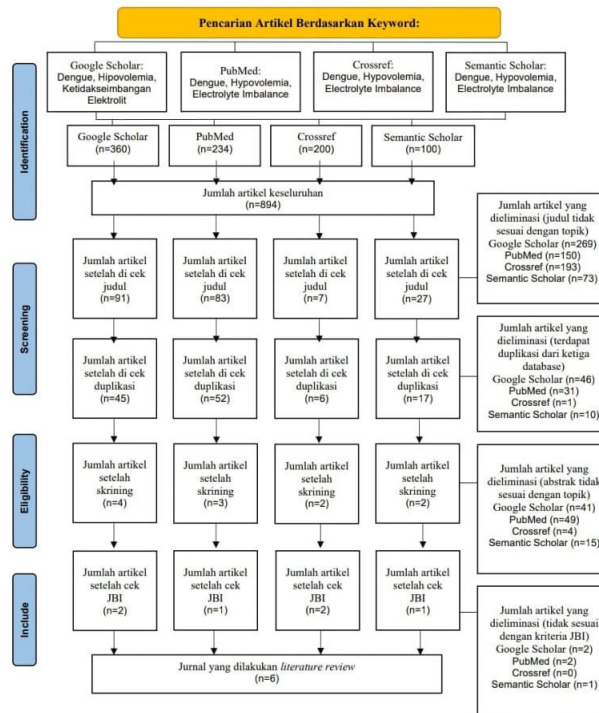 Pencarian Artikel Berdasarkan Keyword:
Google Scholar:
Dengue, Hipovolemia,
Ketidakseimbangan
Elektrolit
PubMed:
Dengue, Hypovolemia,
Electrolyte Imbalance
Crossref:
Dengue, Hypovolemia,
Electrolyte Imbalance
Semantic Scholar:
Dengue, Hypovolemia,
Electrolyte Imbalance
Identification
Google Scholar
(n=360)
PubMed
(n=234)
Crossref
(n=200)
Semantic Scholar
(n=100)
Jumlah artikel keseluruhan
(n=894)
Jumlah artikel yang
dieliminasi (judul tidak
sesuai dengan topik)
Google Scholar (n=269)
PubMed (n=150)
Crossref (n=193)
Semantic Scholar (n=73)
Screening
Jumlah artikel
setelah di cek
judul
(n=91)
Jumlah artikel
setelah di cek
judul
(n=83)
Jumlah artikel
setelah di cek
judul
(n=7)
Jumlah artikel
setelah di cek
judul
(n=27)
Jumlah artikel yang
dieliminasi (terdapat
duplikasi dari ketiga
database)
Google Scholar (n=46)
PubMed (n=31)
Crossref (n=1)
Semantic Scholar (n=10)
Jumlah artikel
setelah di cek
duplikasi
(n=45)
Jumlah artikel
setelah di cek
duplikasi
(n=52)
Jumlah artikel
setelah di cek
duplikasi
(n=6)
Jumlah artikel
setelah di cek
duplikasi
(n=17)
Eligibility
Jumlah artikel
setelah
skrining
(n=4)
Jumlah artikel
setelah
skrining
(n=3)
Jumlah artikel
setelah
skrining
(n=2)
Jumlah artikel
setelah
skrining
(n=2)
Jumlah artikel yang
dieliminasi (abstrak tidak
sesuai dengan topik)
Google Scholar (n=41)
PubMed (n=49)
Crossref (n=4)
Semantic Scholar (n=15)
Include
Jumlah artikel
setelah cek
JBI
(n=2)
Jumlah artikel
setelah cek
JBI
(n=1)
Jumlah artikel
setelah cek
JBI
(n=2)
Jumlah artikel
setelah cek
JBI
(n=1)
Jumlah artikel yang
dieliminasi (tidak sesuai
dengan kriteria JBI)
Google Scholar (n=2)
PubMed (n=2)
Crossref (n=0)
Semantic Scholar (n=1)
Jurnal yang dilakukan literature review
(n=6)